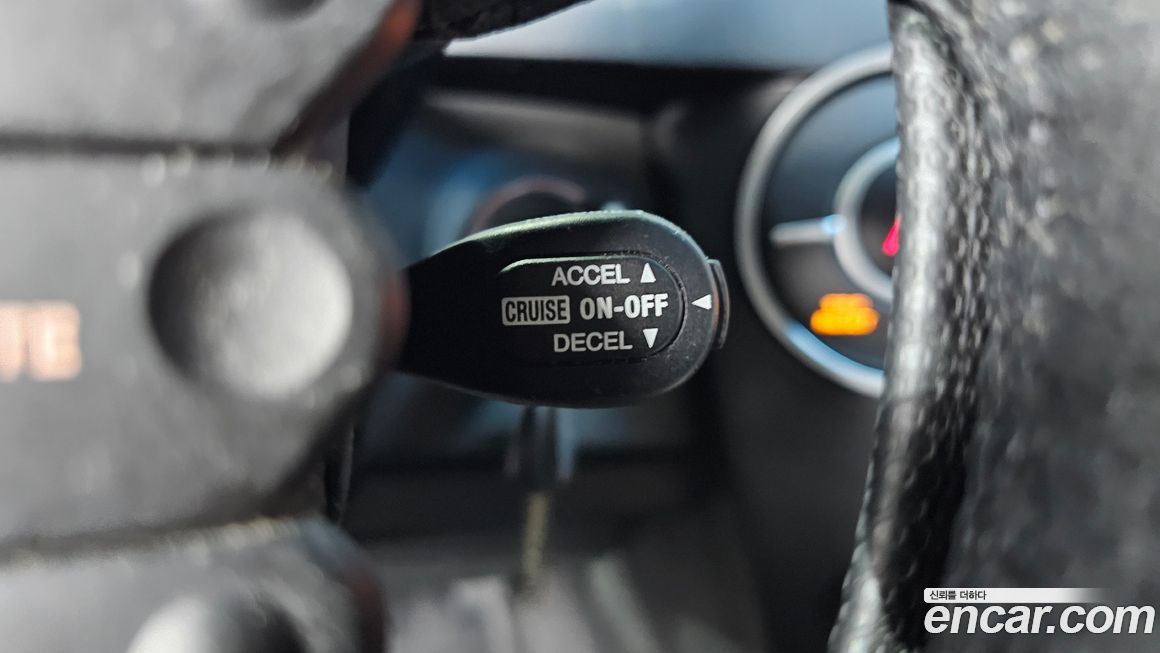 ACCEL ▲
CRUISE ON-OFF ◀
DECEL ▼
신뢰를 더하다
encar.com